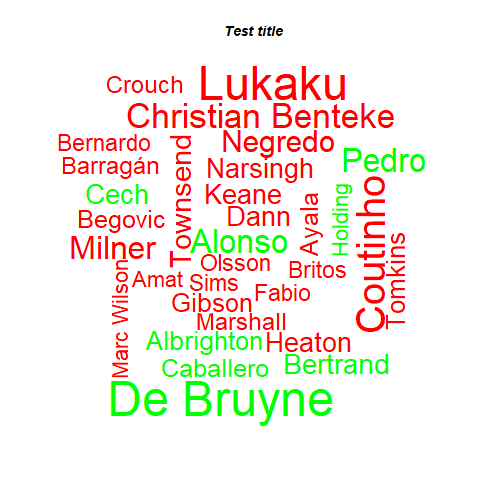 Test title
Lukaku
Crouch
Christian Benteke
Bernardo
Townsend
Negredo
Barragán
Narsingh
Pedro
Cech
Keane
Ayala
Holding
Coutinho
Begovic
Dann
Milner
Alonso
Tomkins
Olsson
Britos
Marc Wilson
Amat
Sims
Fabio
Gibson
Marshall
Albrighton
Heaton
Caballero
Bertrand
De Bruyne